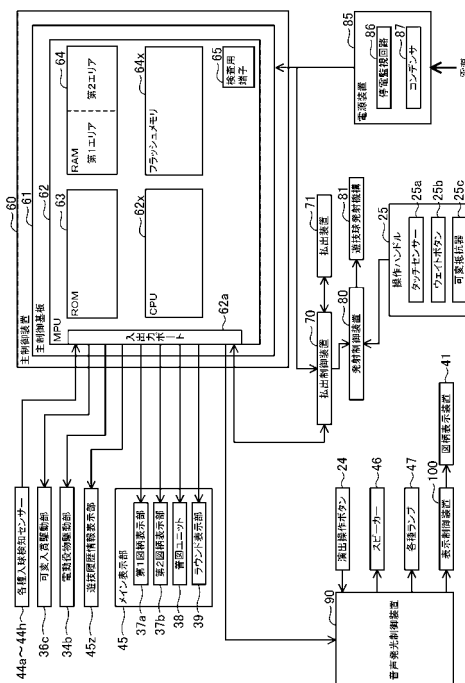 60
61
62
主制御装置
主制御基板
MPU
63
ROM
64
RAM
第1エリア
第2エリア
62x
CPU
64x
フラッシュメモリ
65
検査用端子
62a
入出力ポート
44a～44h
各種入球検知センサー
36c
可変入賞駆動部
34b
電動役物駆動部
45z
遊技履歴情報表示部
45
メイン表示部
37a
第1図柄表示部
37b
第2図柄表示部
38
普図ユニット
39
ラウンド表示部
70
払出制御装置
71
払出装置
80
発射制御装置
81
遊技球発射機構
25
操作ハンドル
タッチセンサー
25a
ウェイトボタン
25b
可変抵抗器
25c
85
電源装置
86
停電監視回路
87
コンデンサ
90
音声発光制御装置
24
演出操作ボタン
46
スピーカー
47
各種ランプ
100
表示制御装置
41
図柄表示装置